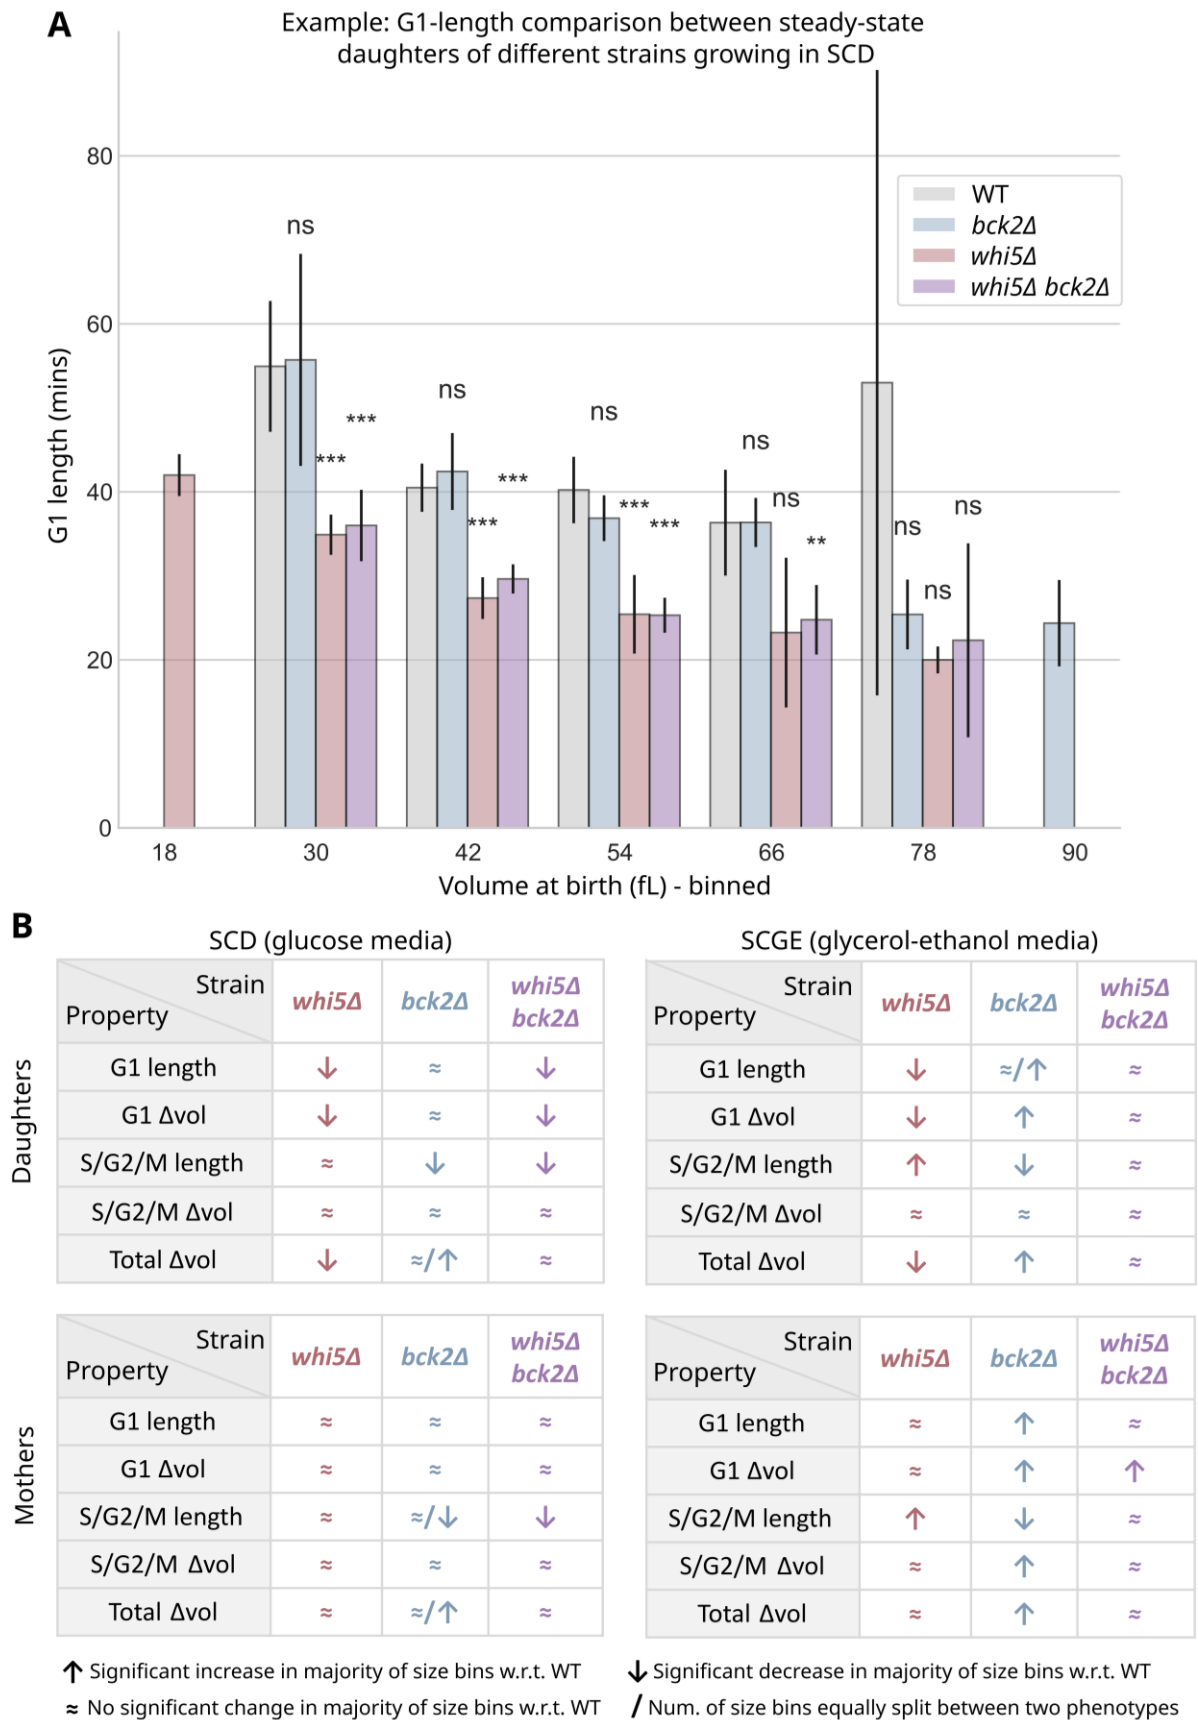 A
Example: G1-length comparison between steady-state
daughters of different strains growing in SCD
G1 length (mins)
80
60
40
20
0
WT
bck2Δ
whi5Δ
whi5Δ bck2Δ
ns
***
***
ns
***
***
ns
***
***
ns
ns
**
ns
ns
ns
18 30 42 54 66 78 90
Volume at birth (fL) - binned
B
SCD (glucose media)
Daughters
Strain
Property
whi5Δ bck2Δ whi5Δ
bck2Δ
G1 length ↓ ≈ ↓
G1 Δvol ↓ ≈ ↓
S/G2/M length ≈ ↓ ↓
S/G2/M Δvol ≈ ≈ ≈
Total Δvol ↓ ≈/↑ ≈
SCGE (glycerol-ethanol media)
Strain
Property
whi5Δ bck2Δ whi5Δ
bck2Δ
G1 length ↓ ≈/↑ ≈
G1 Δvol ↓ ↑ ≈
S/G2/M length ↑ ↓ ≈
S/G2/M Δvol ≈ ≈ ≈
Total Δvol ↓ ↑ ≈
Mothers
Strain
Property
whi5Δ bck2Δ whi5Δ
bck2Δ
G1 length ≈ ≈ ≈
G1 Δvol ≈ ≈ ≈
S/G2/M length ≈ ≈/↓ ↓
S/G2/M Δvol ≈ ≈ ≈
Total Δvol ≈ ≈/↑ ≈
Strain
Property
whi5Δ bck2Δ whi5Δ
bck2Δ
G1 length ≈ ↑ ≈
G1 Δvol ≈ ↑ ↑
S/G2/M length ↑ ↓ ≈
S/G2/M Δvol ≈ ↑ ≈
Total Δvol ≈ ↑ ≈
↑ Significant increase in majority of size bins w.r.t. WT
↓ Significant decrease in majority of size bins w.r.t. WT
≈ No significant change in majority of size bins w.r.t. WT
/ Num. of size bins equally split between two phenotypes